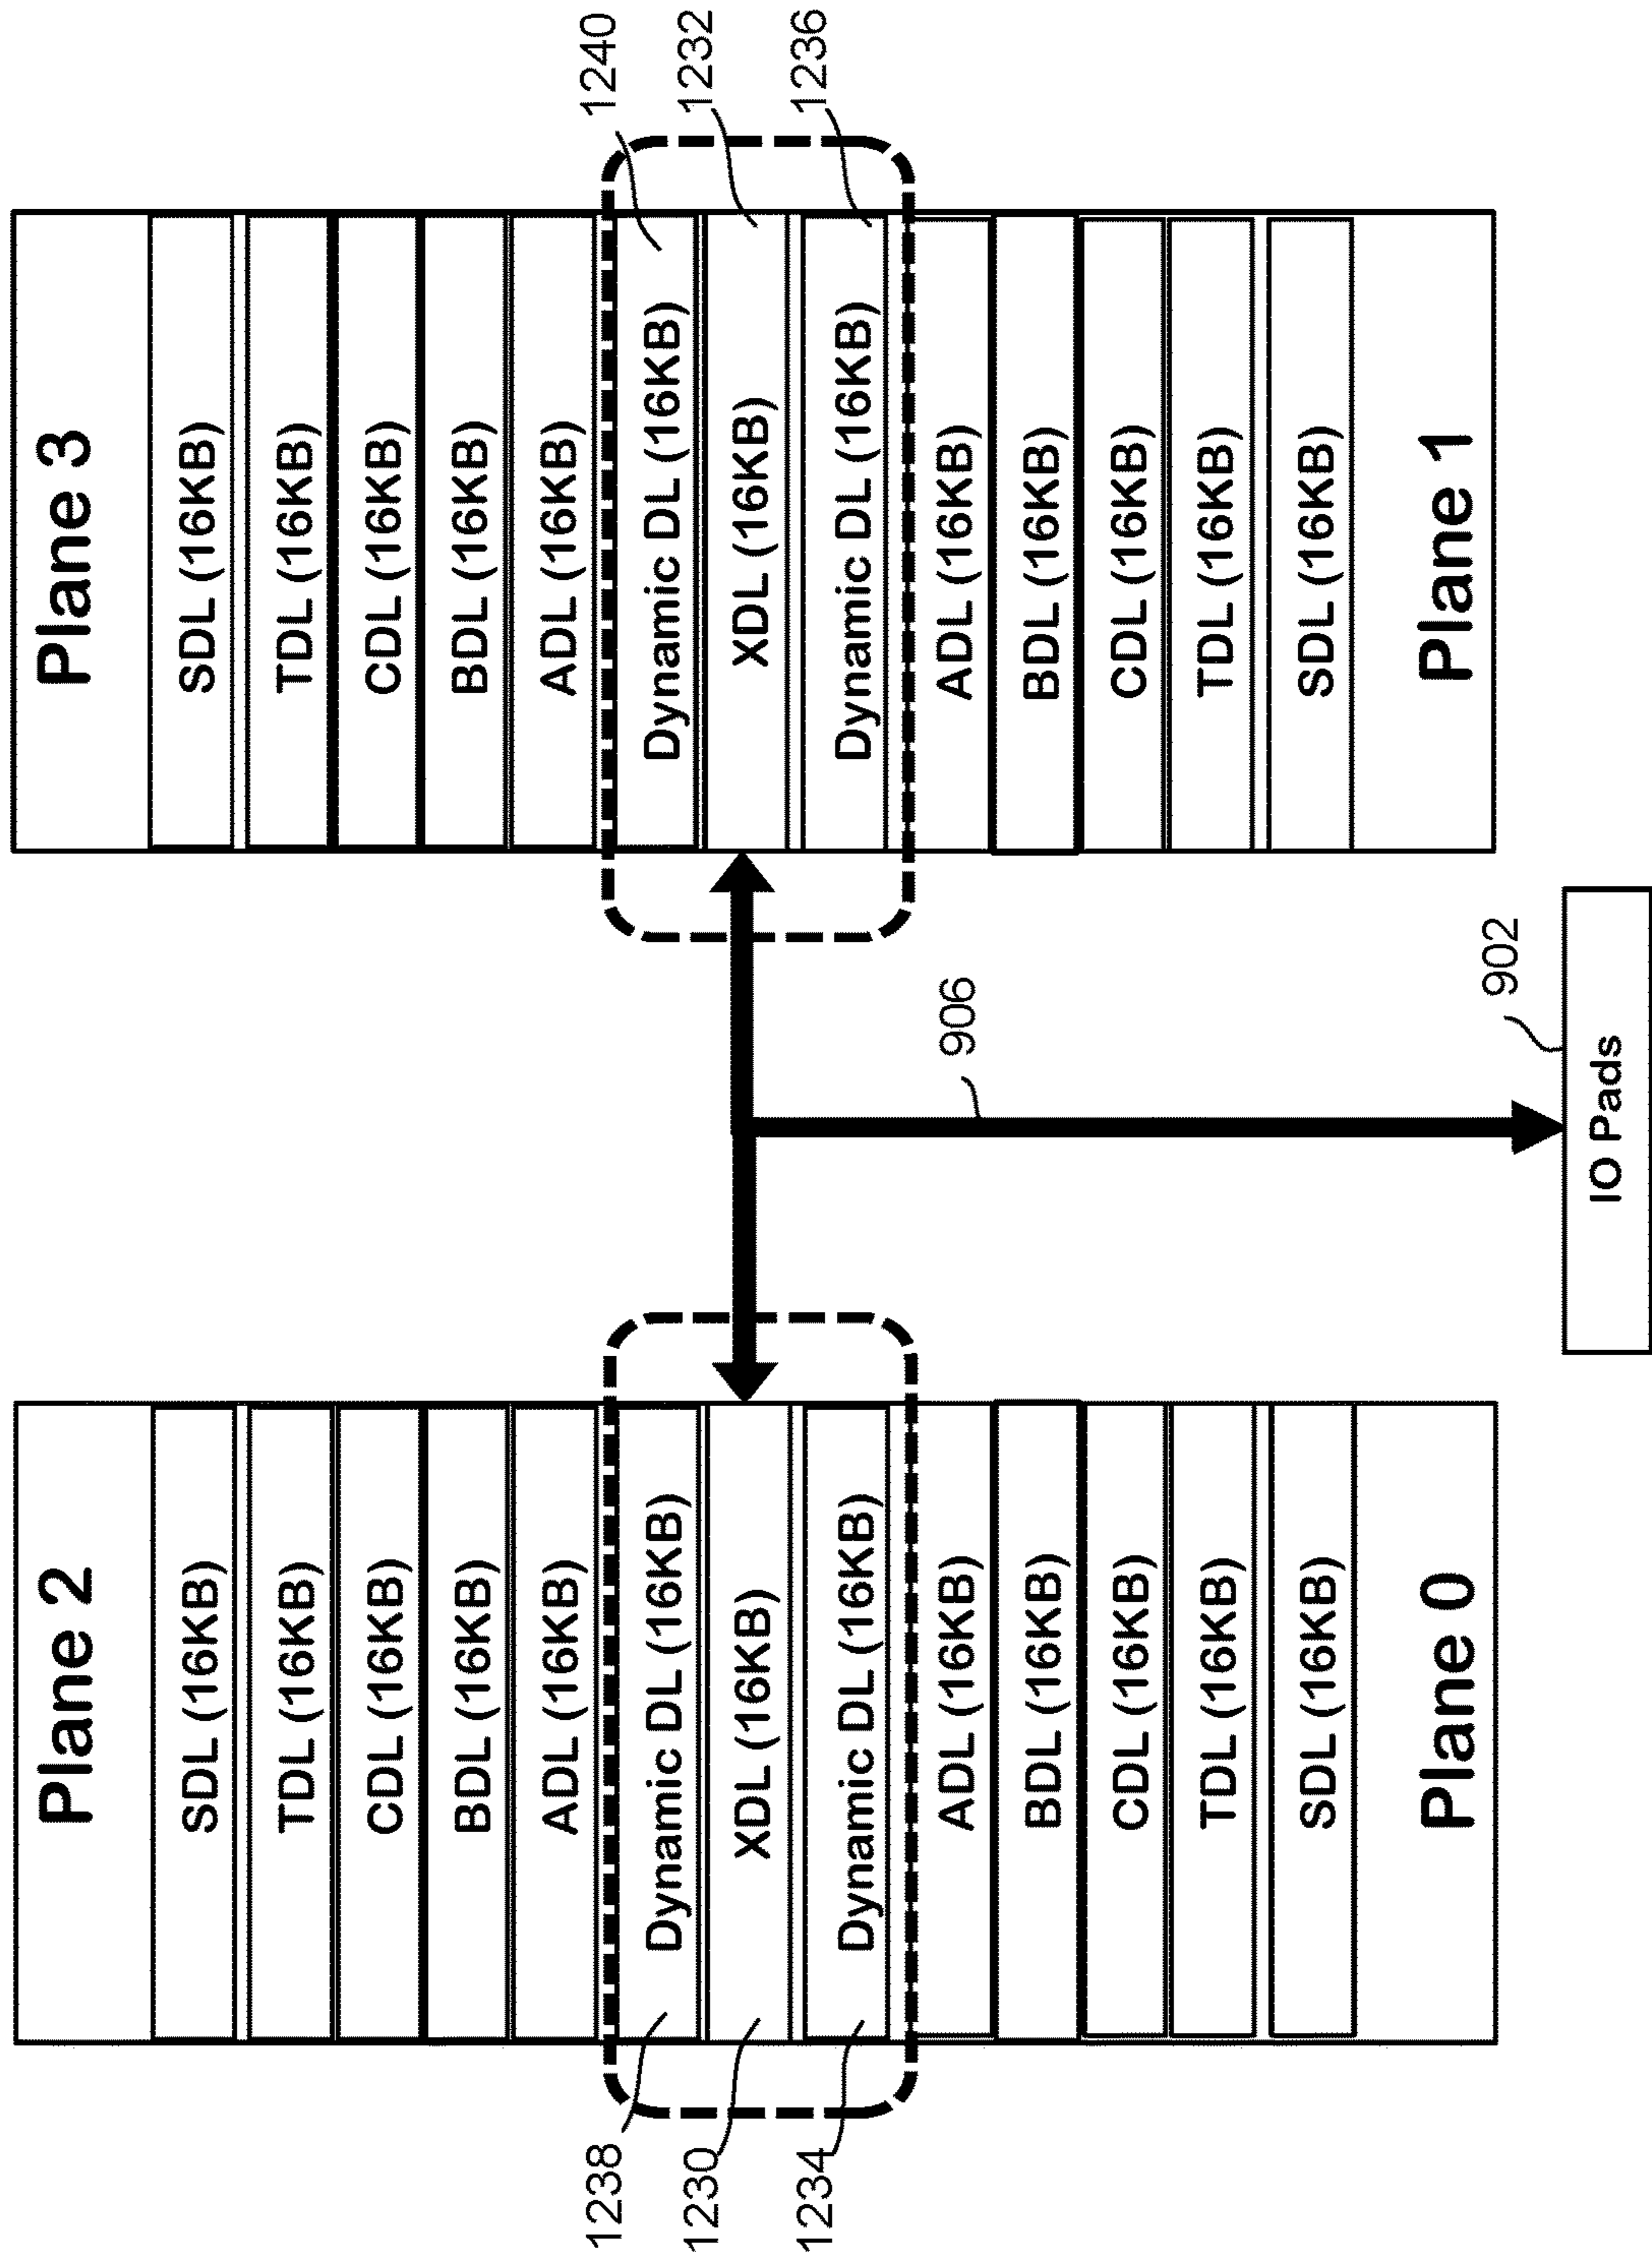 Plane 2
SDL (16KB)
TDL (16KB)
CDL (16KB)
BDL (16KB)
ADL (16KB)
Dynamic DL (16KB)
XDL (16KB)
Dynamic DL (16KB)
ADL (16KB)
BDL (16KB)
CDL (16KB)
TDL (16KB)
SDL (16KB)
Plane 0
1238
1230
1234
Plane 3
SDL (16KB)
TDL (16KB)
CDL (16KB)
BDL (16KB)
ADL (16KB)
Dynamic DL (16KB)
XDL (16KB)
Dynamic DL (16KB)
ADL (16KB)
BDL (16KB)
CDL (16KB)
TDL (16KB)
SDL (16KB)
Plane 1
1240
1232
1236
906
902
IO Pads